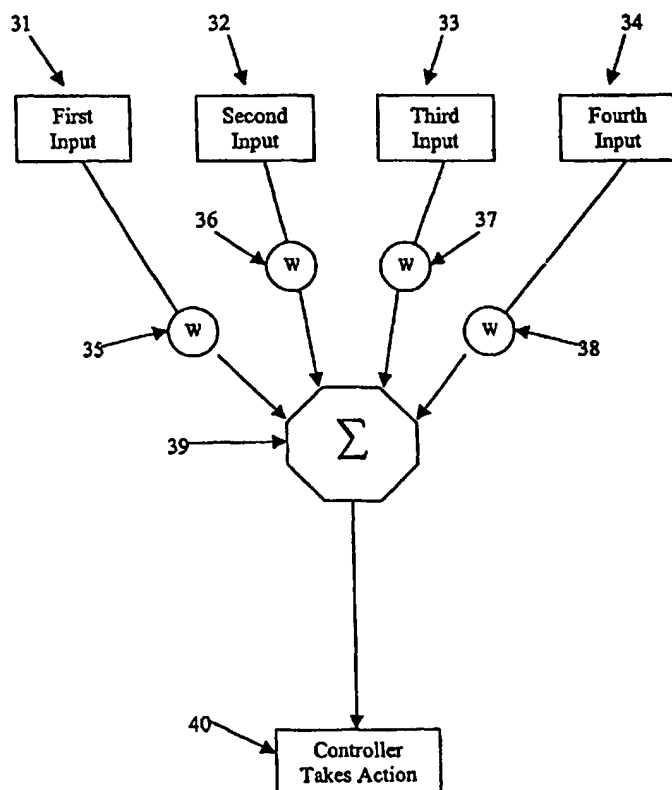 31
32
33
34
First
Input
Second
Input
Third
Input
Fourth
Input
36
W
W
37
35
W
W
38
39
Σ
40
Controller
Takes Action